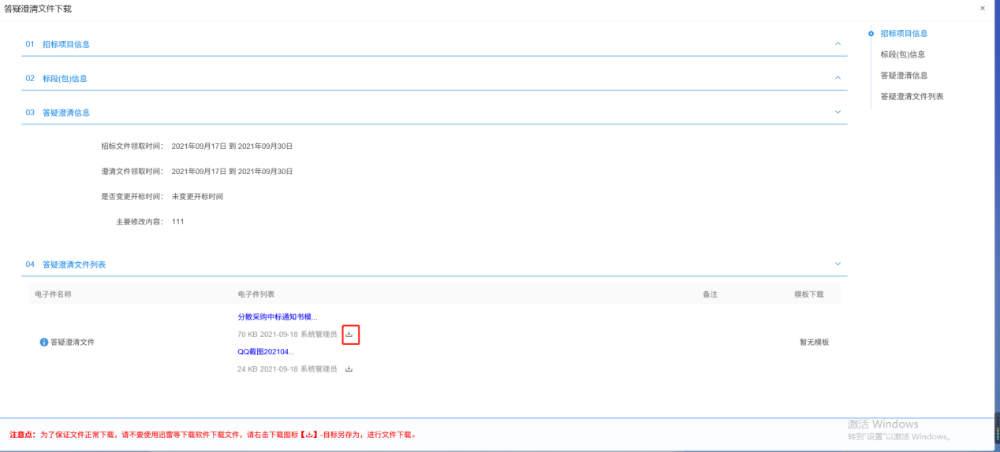 答疑澄清文件下载
×
01 招标项目信息
02 标段(包)信息
03 答疑澄清信息
招标文件领取时间： 2021年09月17日 到 2021年09月30日
澄清文件领取时间： 2021年09月17日 到 2021年09月30日
是否变更开标时间： 未变更开标时间
主要修改内容： 111
04 答疑澄清文件列表
电子件名称 电子件列表 备注 模板下载
答疑澄清文件
分散采购中标通知书模...
70 KB 2021-09-18 系统管理员
QQ截图202104...
24 KB 2021-09-18 系统管理员
暂无模板
招标项目信息
标段(包)信息
答疑澄清信息
答疑澄清文件列表
注意点：为了保证文件正常下载，请不要使用迅雷等下载软件下载文件，请右击下载图标【】-目标另存为，进行文件下载。
激活 Windows
转到"设置"以激活 Windows。